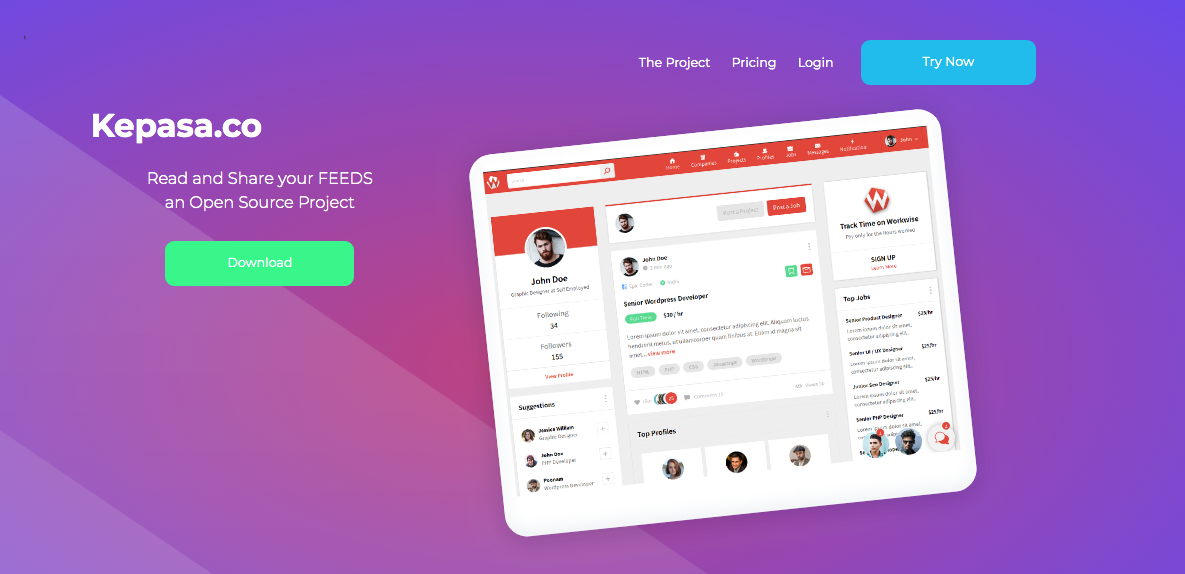 The Project
Pricing
Login
Try Now
Kepasa.co
Read and Share your FEEDS
an Open Source Project
Download
Home
Companies
Projects
Profiles
Jobs
Messages
Notification
John
Post a Project
Post a Job
John Doe
Graphic Designer at Self Employed
Following
34
Followers
155
View Profile
Suggestions
Jessica William
Graphic Designer
John Doe
PHP Developer
Poonam
Wordpress Developer
John Doe
3 min ago
Epic Coder
India
Senior Wordpress Developer
Full Time
$30 / hr
Lorem ipsum dolor sit amet, consectetur adipiscing elit. Aliquam luctus
hendrerit metus, ut ullamcorper quam finibus at. Etiam id magna sit
amet... view more
HTML
PHP
CSS
Javascript
Wordpress
25
Comment 15
Views 50
Top Profiles
W
Track Time on Workwise
Pay only for the Hours worked
SIGN UP
Learn More
Top Jobs
Senior Product Designer
$25/hr
Lorem ipsum dolor sit amet,
consectetur adipiscing elit..
Senior UI / UX Designer
$25/hr
Lorem ipsum dolor sit amet,
consectetur adipiscing elit..
Junior Seo Designer
$25/hr
Lorem ipsum dolor sit amet,
consectetur adipiscing elit..
Senior PHP Designer
$25/hr
Lorem ipsum dolor sit amet,